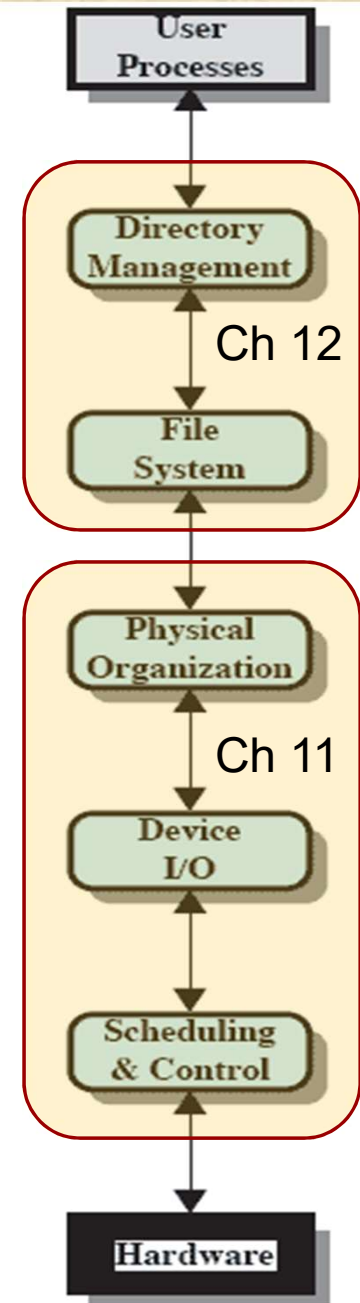 User
Processes
Directory
Management
Ch 12
File
System
Physical
Organization
Ch 11
Device
I/O
Scheduling
& Control
Hardware